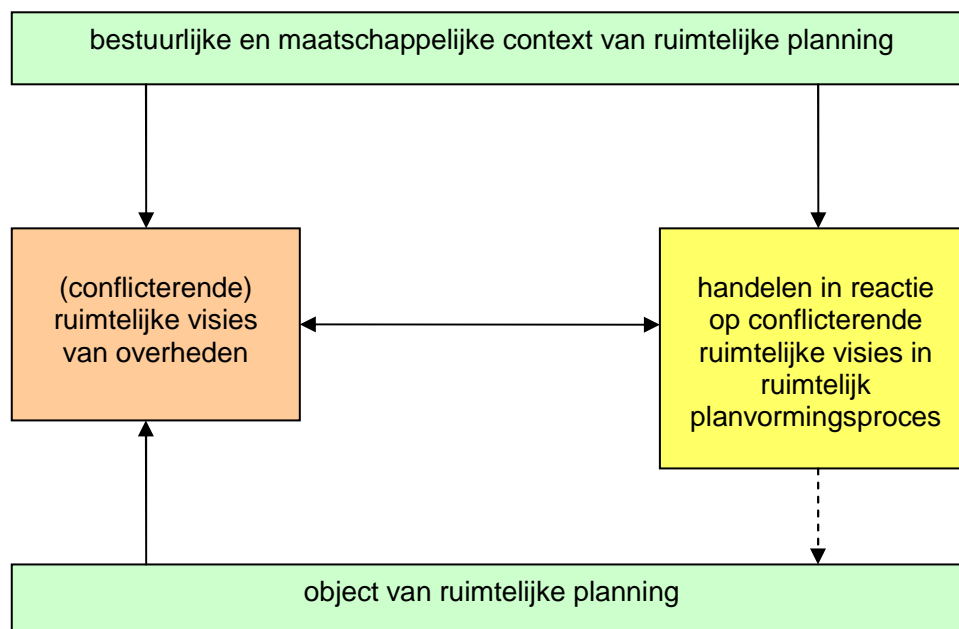 bestuurlijke en maatschappelijke context van ruimtelijke planning
(conflicterende)
ruimtelijke visies
van overheden
handelen in reactie
op conflicterende
ruimtelijke visies in
ruimtelijk
planvormingsproces
object van ruimtelijke planning